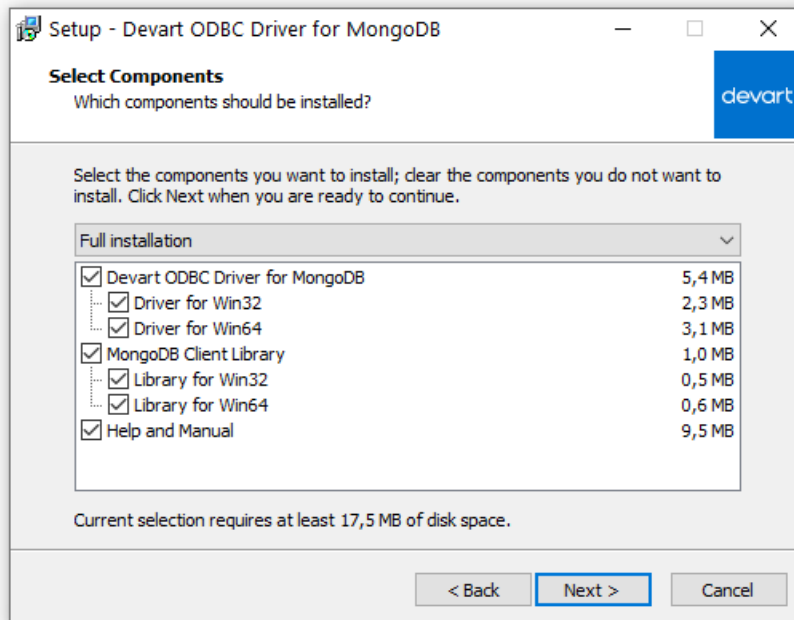 Setup - Devart ODBC Driver for MongoDB
Select Components
Which components should be installed?
devart
Select the components you want to install; clear the components you do not want to
install. Click Next when you are ready to continue.
Full installation
Devart ODBC Driver for MongoDB 5,4 MB
Driver for Win32 2,3 MB
Driver for Win64 3,1 MB
MongoDB Client Library 1,0 MB
Library for Win32 0,5 MB
Library for Win64 0,6 MB
Help and Manual 9,5 MB
Current selection requires at least 17,5 MB of disk space.
< Back Next > Cancel